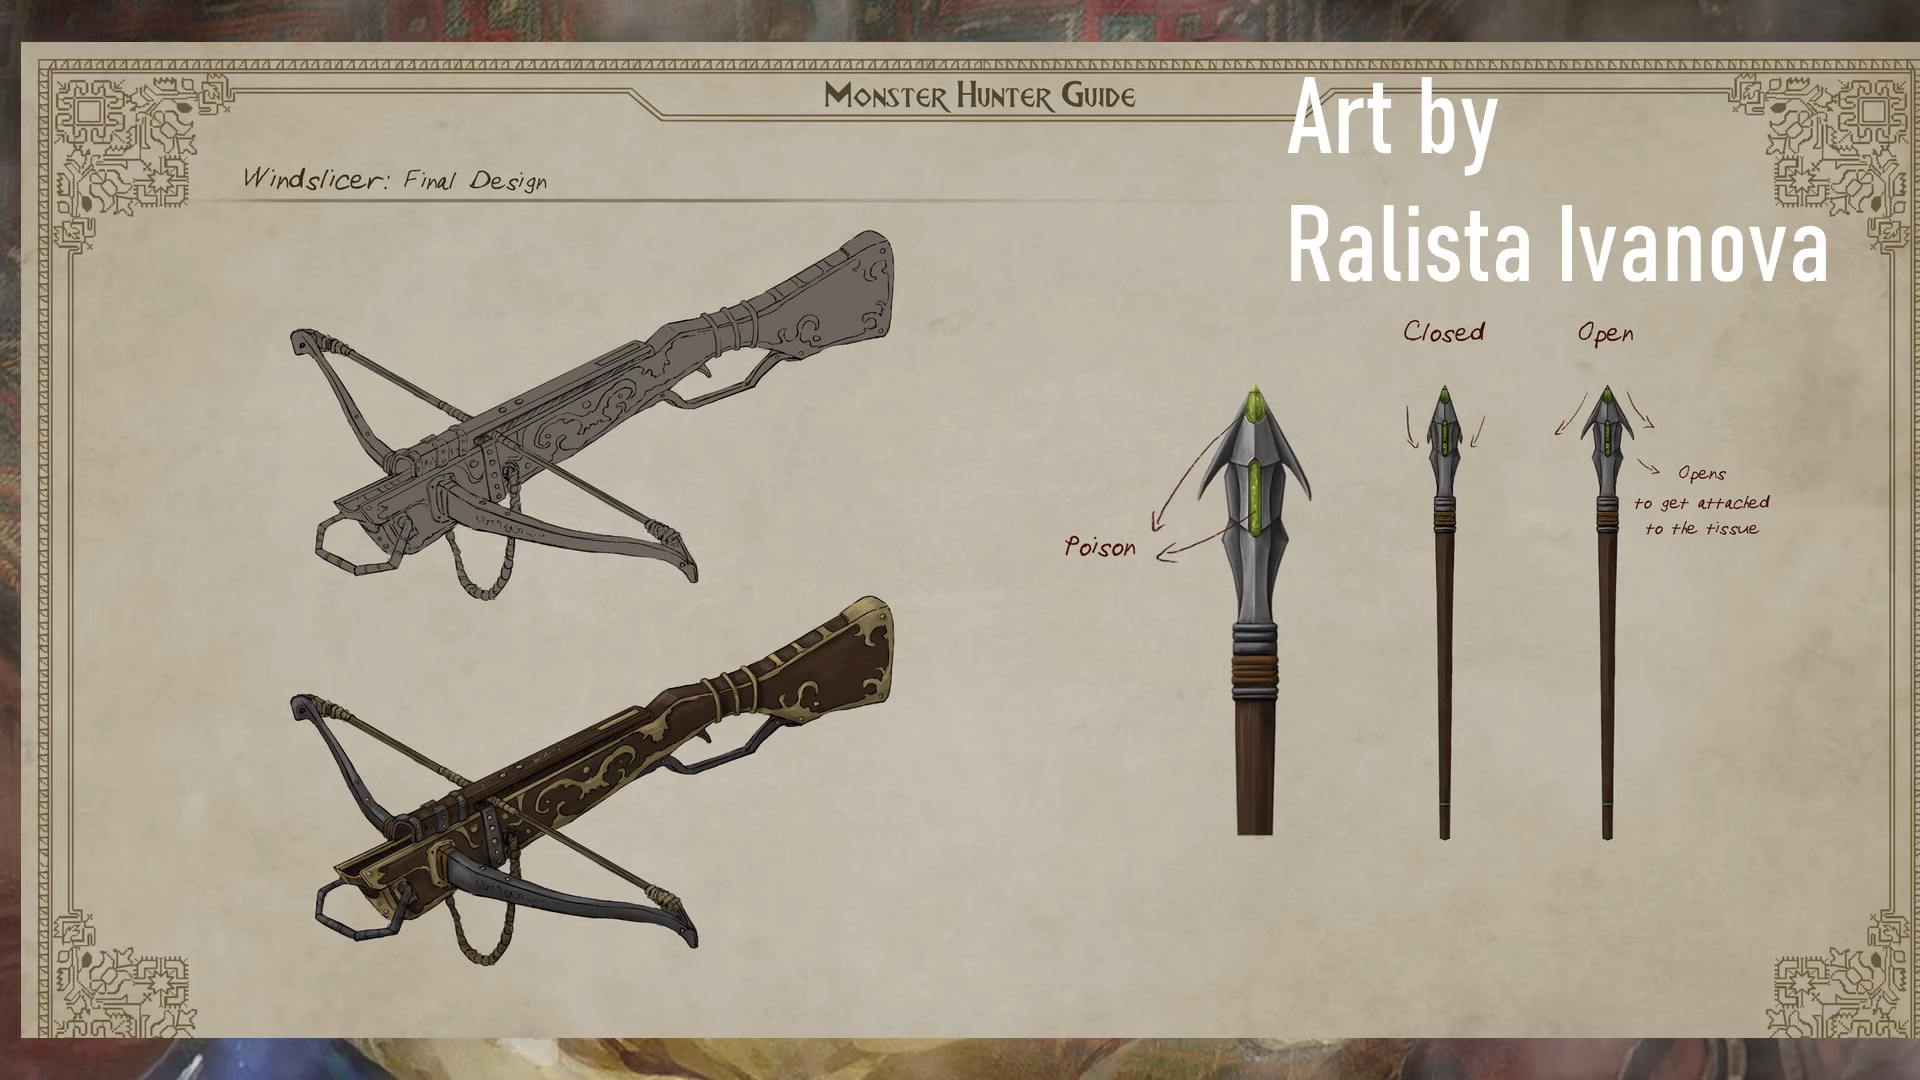 Monster Hunter Guide
Art by
Ralista Ivanova
Windslicer: Final Design
Closed
Open
Poison
Opens
to get attached
to the tissue